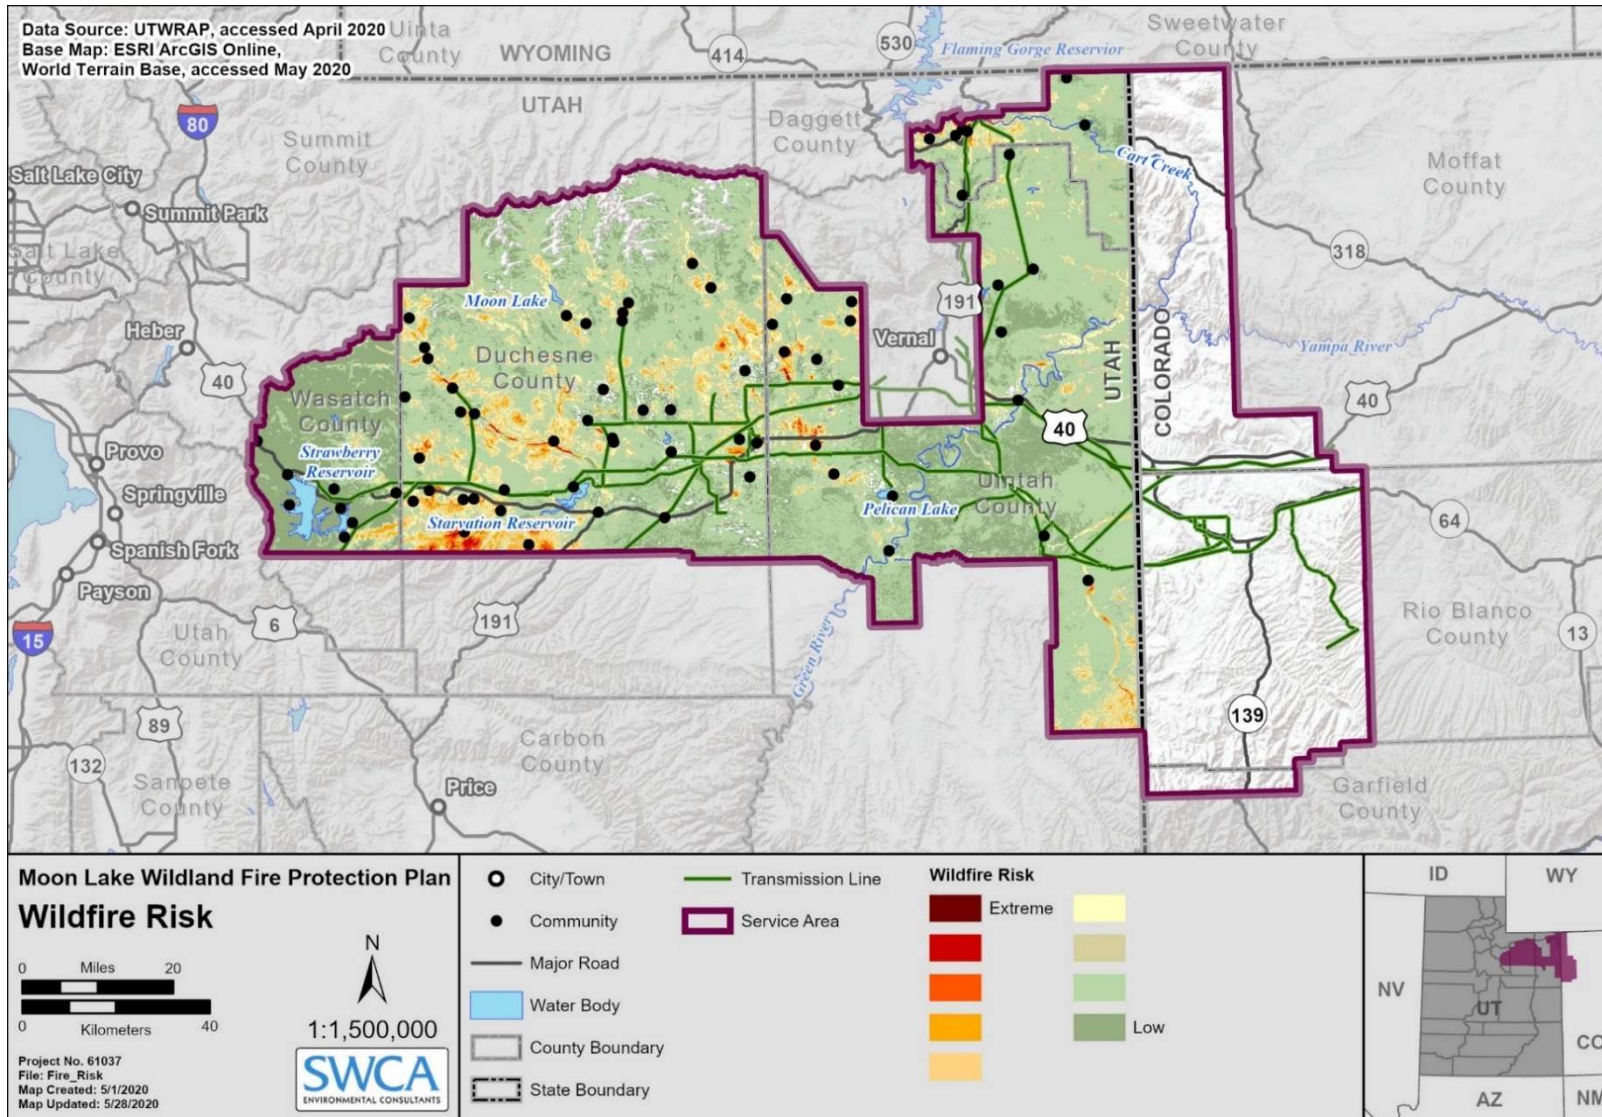 Data Source: UTWRAP, accessed April 2020
Base Map: ESRI ArcGIS Online,
World Terrain Base, accessed May 2020
Uinta
County
WYOMING
414
530
Flaming Gorge Reservior
Sweetwater
County
UTAH
80
Summit
County
Daggett
County
Cart Creek
Moffat
County
Salt Lake City
Summit Park
Salt Lake
County
318
Moon Lake
191
Heber
Vernal
Yampa River
40
Duchesne
County
UTAH
COLORADO
40
Wasatch
County
40
Provo
Strawberry
Reservoir
Springville
Uintah
County
Starvation Reservoir
Pelican Lake
64
Spanish Fork
Payson
Rio Blanco
County
15
Utah
County
6
191
13
Green River
89
139
Carbon
County
132
Sanpete
County
Price
Garfield
County
Moon Lake Wildland Fire Protection Plan
Wildfire Risk
0 Miles 20
0 Kilometers 40
N
1:1,500,000
Project No. 61037
File: Fire_Risk
Map Created: 5/1/2020
Map Updated: 5/28/2020
SWCA
ENVIRONMENTAL CONSULTANTS
City/Town
Community
Major Road
Water Body
County Boundary
State Boundary
Transmission Line
Service Area
Wildfire Risk
Extreme
Low
ID
WY
NV
UT
CO
AZ
NM